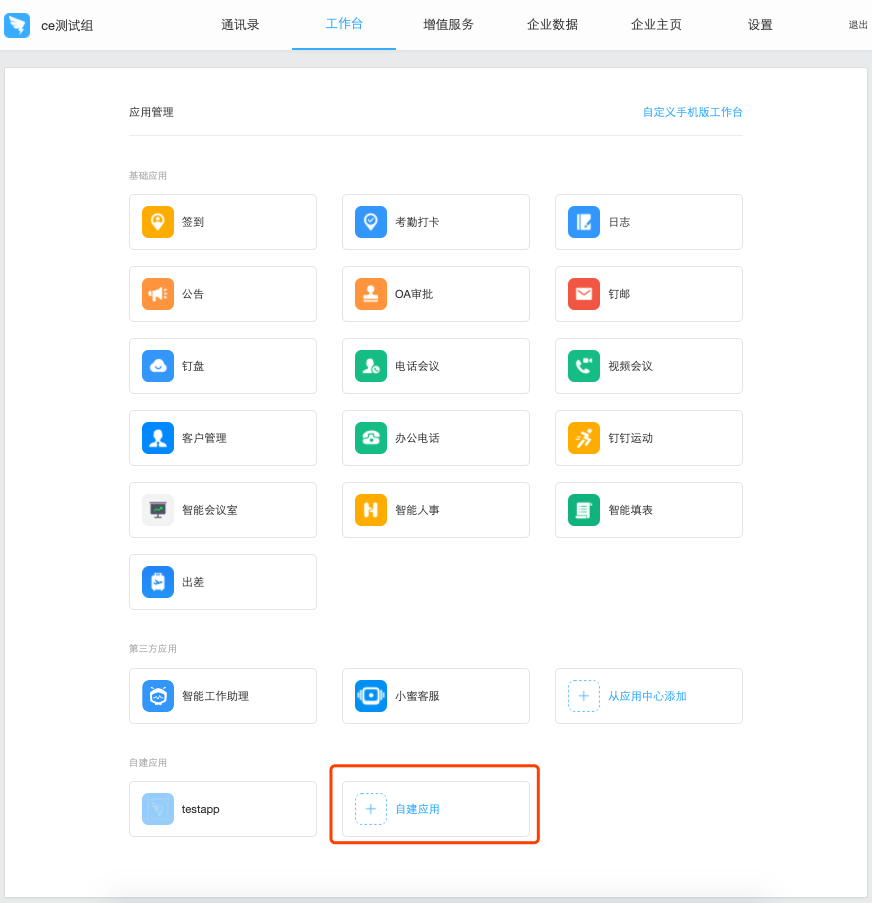 ce测试组 通讯录 工作台 增值服务 企业数据 企业主页 设置 退出
应用管理 自定义手机版工作台
基础应用
签到 考勤打卡 日志
公告 OA审批 钉邮
钉盘 电话会议 视频会议
客户管理 办公电话 钉钉运动
智能会议室 智能人事 智能填表
出差
第三方应用
智能工作助理 小蜜客服 从应用中心添加
自建应用
testapp 自建应用